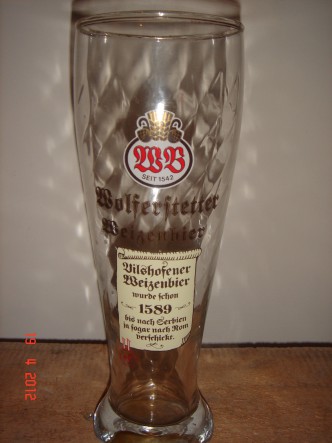 WB
SEIT 1542
Wolferstetter
Weizenbier
Vilshofener
Weizenbier
wurde schon
1589
bis nach Serbien
ja sogar nach Rom
verschickt.
19 4 2012